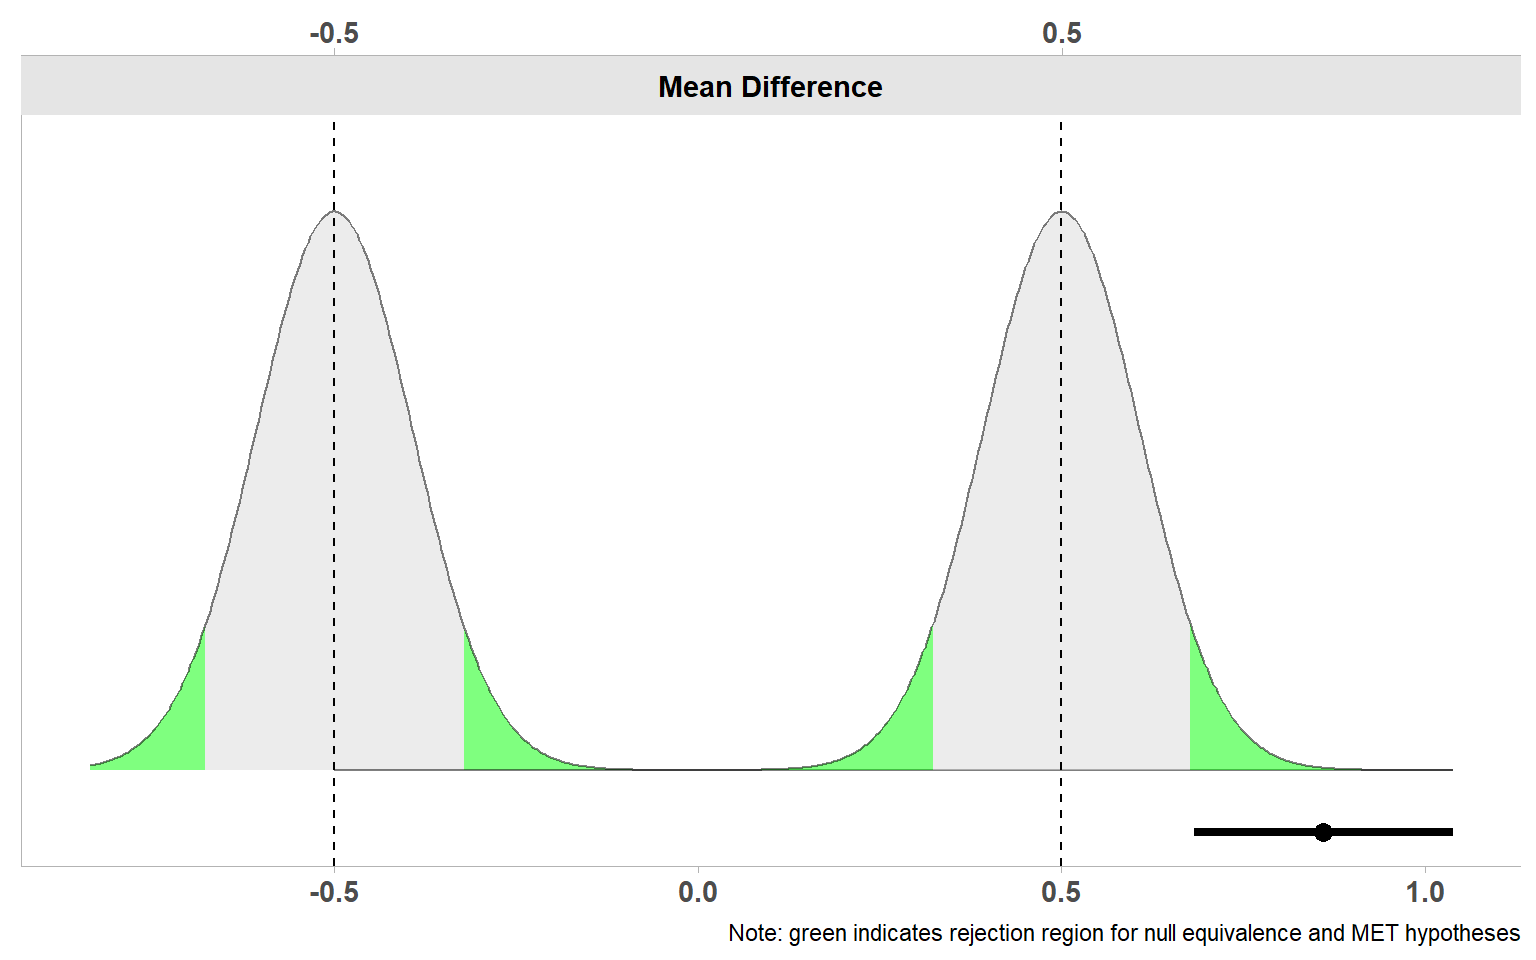 -0.5 0.5
Mean Difference
-0.5 0.0 0.5 1.0
Note: green indicates rejection region for null equivalence and MET hypotheses